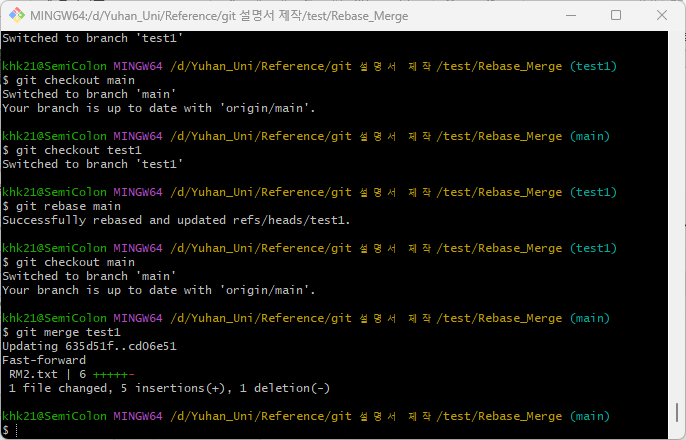 MINGW64:/d/Yuhan_Uni/Reference/git 설명서 제작/test/Rebase_Merge
Switched to branch 'test1'
khk21@SemiColon MINGW64 /d/Yuhan_Uni/Reference/git 설명서 제작/test/Rebase_Merge (test1)
$ git checkout main
Switched to branch 'main'
Your branch is up to date with 'origin/main'.
khk21@SemiColon MINGW64 /d/Yuhan_Uni/Reference/git 설명서 제작/test/Rebase_Merge (main)
$ git checkout test1
Switched to branch 'test1'
khk21@SemiColon MINGW64 /d/Yuhan_Uni/Reference/git 설명서 제작/test/Rebase_Merge (test1)
$ git rebase main
Successfully rebased and updated refs/heads/test1.
khk21@SemiColon MINGW64 /d/Yuhan_Uni/Reference/git 설명서 제작/test/Rebase_Merge (test1)
$ git checkout main
Switched to branch 'main'
Your branch is up to date with 'origin/main'.
khk21@SemiColon MINGW64 /d/Yuhan_Uni/Reference/git 설명서 제작/test/Rebase_Merge (main)
$ git merge test1
Updating 635d51f..cd06e51
Fast-forward
 RM2.txt | 6 +++++-
 1 file changed, 5 insertions(+), 1 deletion(-)
khk21@SemiColon MINGW64 /d/Yuhan_Uni/Reference/git 설명서 제작/test/Rebase_Merge (main)
$